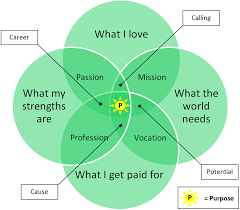 Calling
Career
What I love
Passion
Mission
What my
strengths
are
P
What the
world
needs
Profession
Vocation
Potential
What I get paid for
Cause
P = Purpose